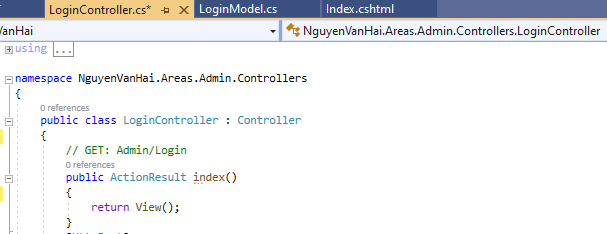 LoginController.cs* LoginModel.cs Index.cshtml
VanHai NguyenVanHai.Areas.Admin.Controllers.LoginController
using ...
namespace NguyenVanHai.Areas.Admin.Controllers
{
0 references
public class LoginController : Controller
{
// GET: Admin/Login
0 references
public ActionResult index()
{
return View();
}